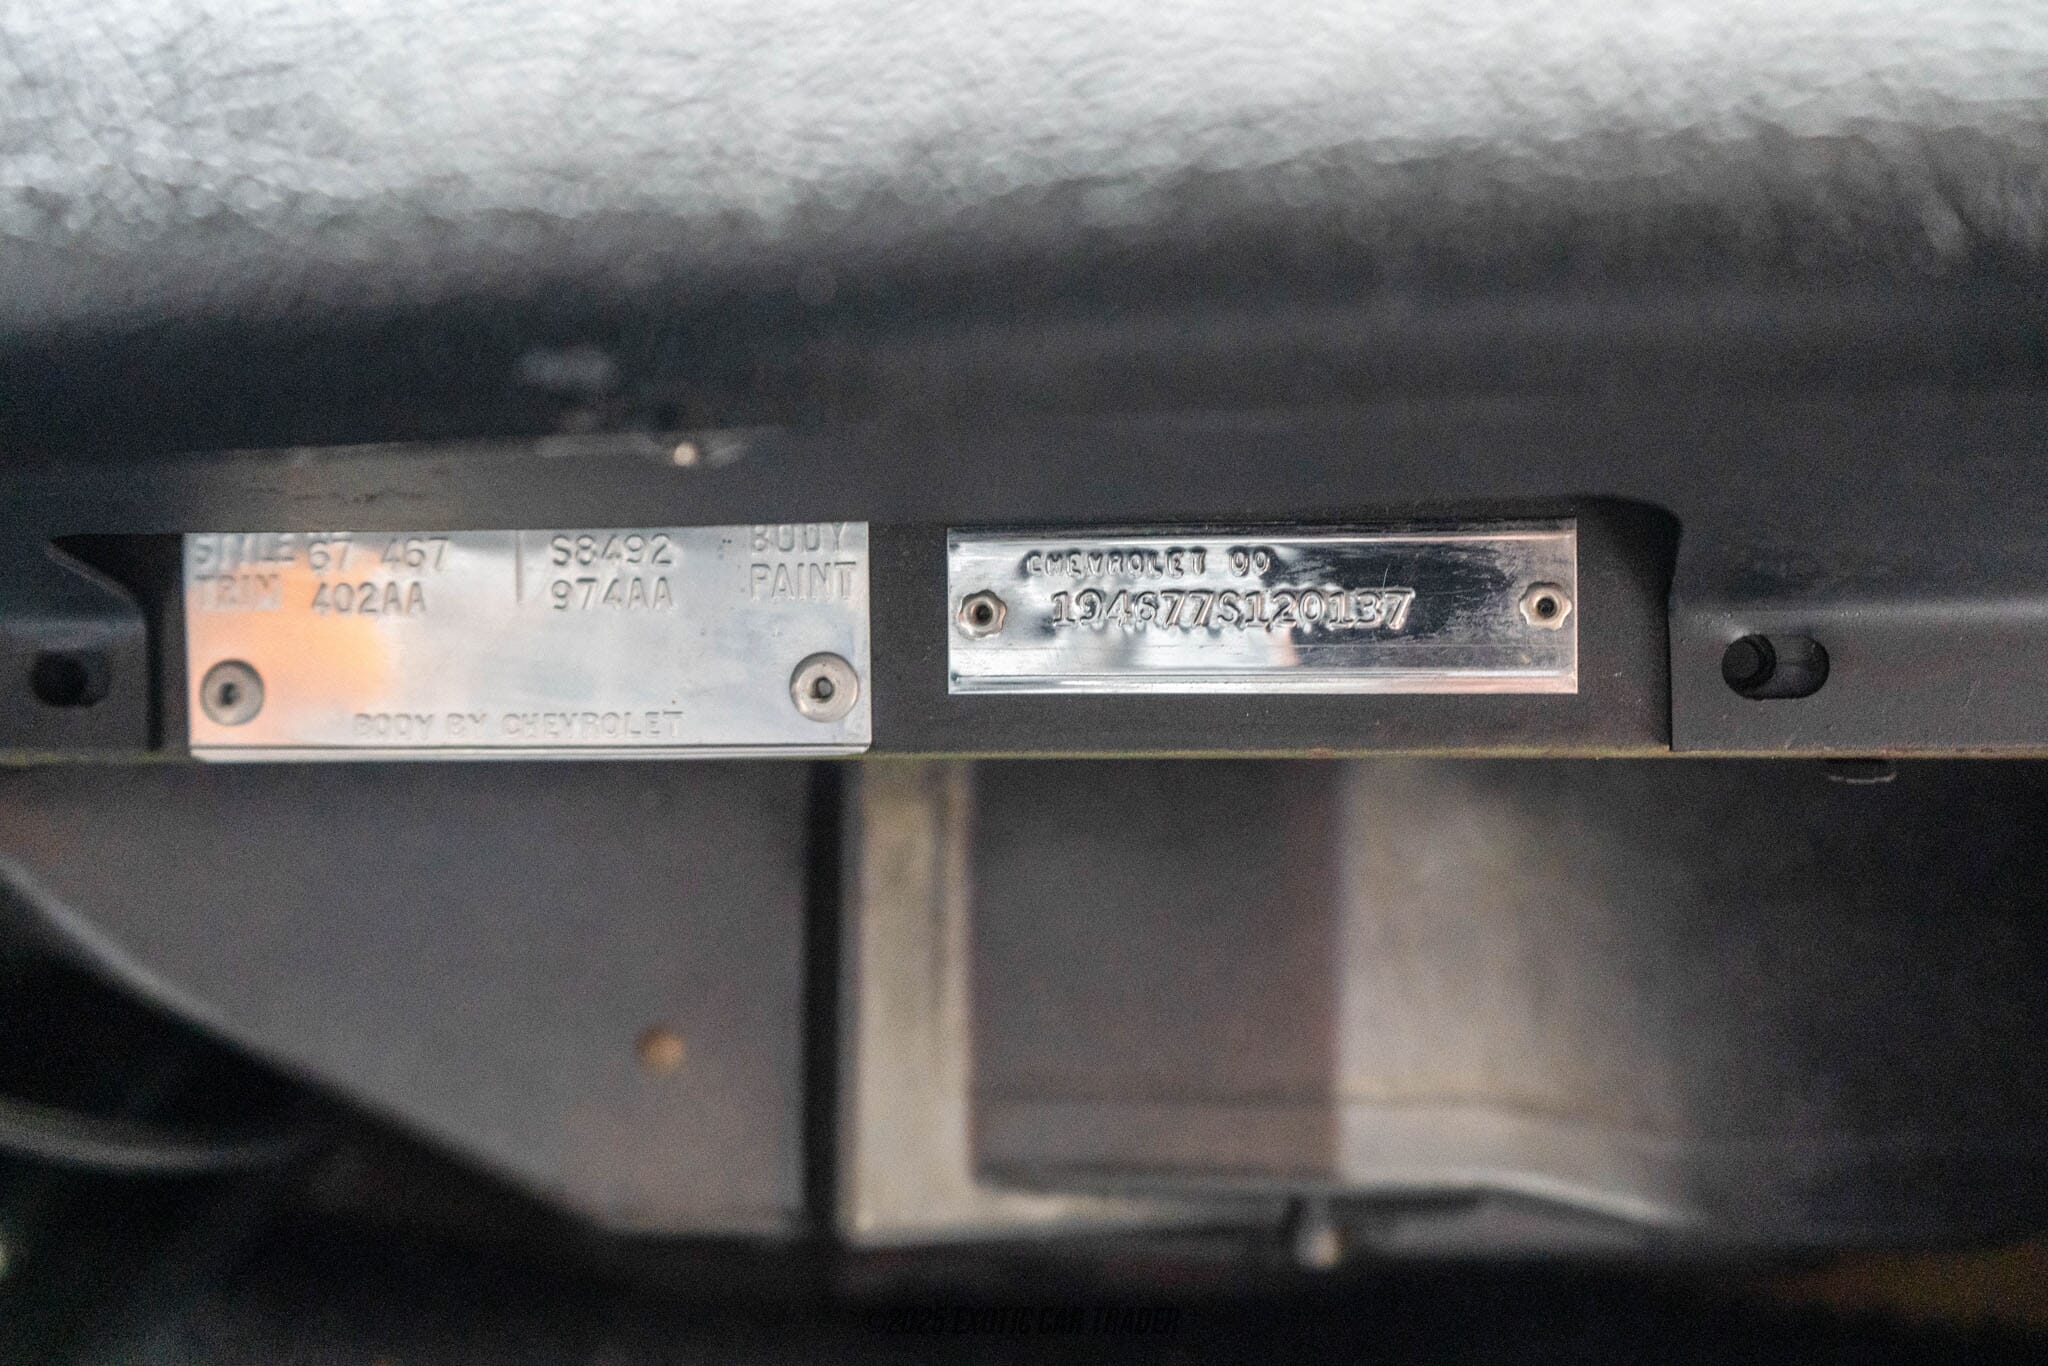 STYLE 67 467 S8492 BODY
TRIM 402AA 974AA PAINT
BODY BY CHEVROLET
CHEVROLET 00
194677S120137
©2025 EXOTIC CAR TRADER